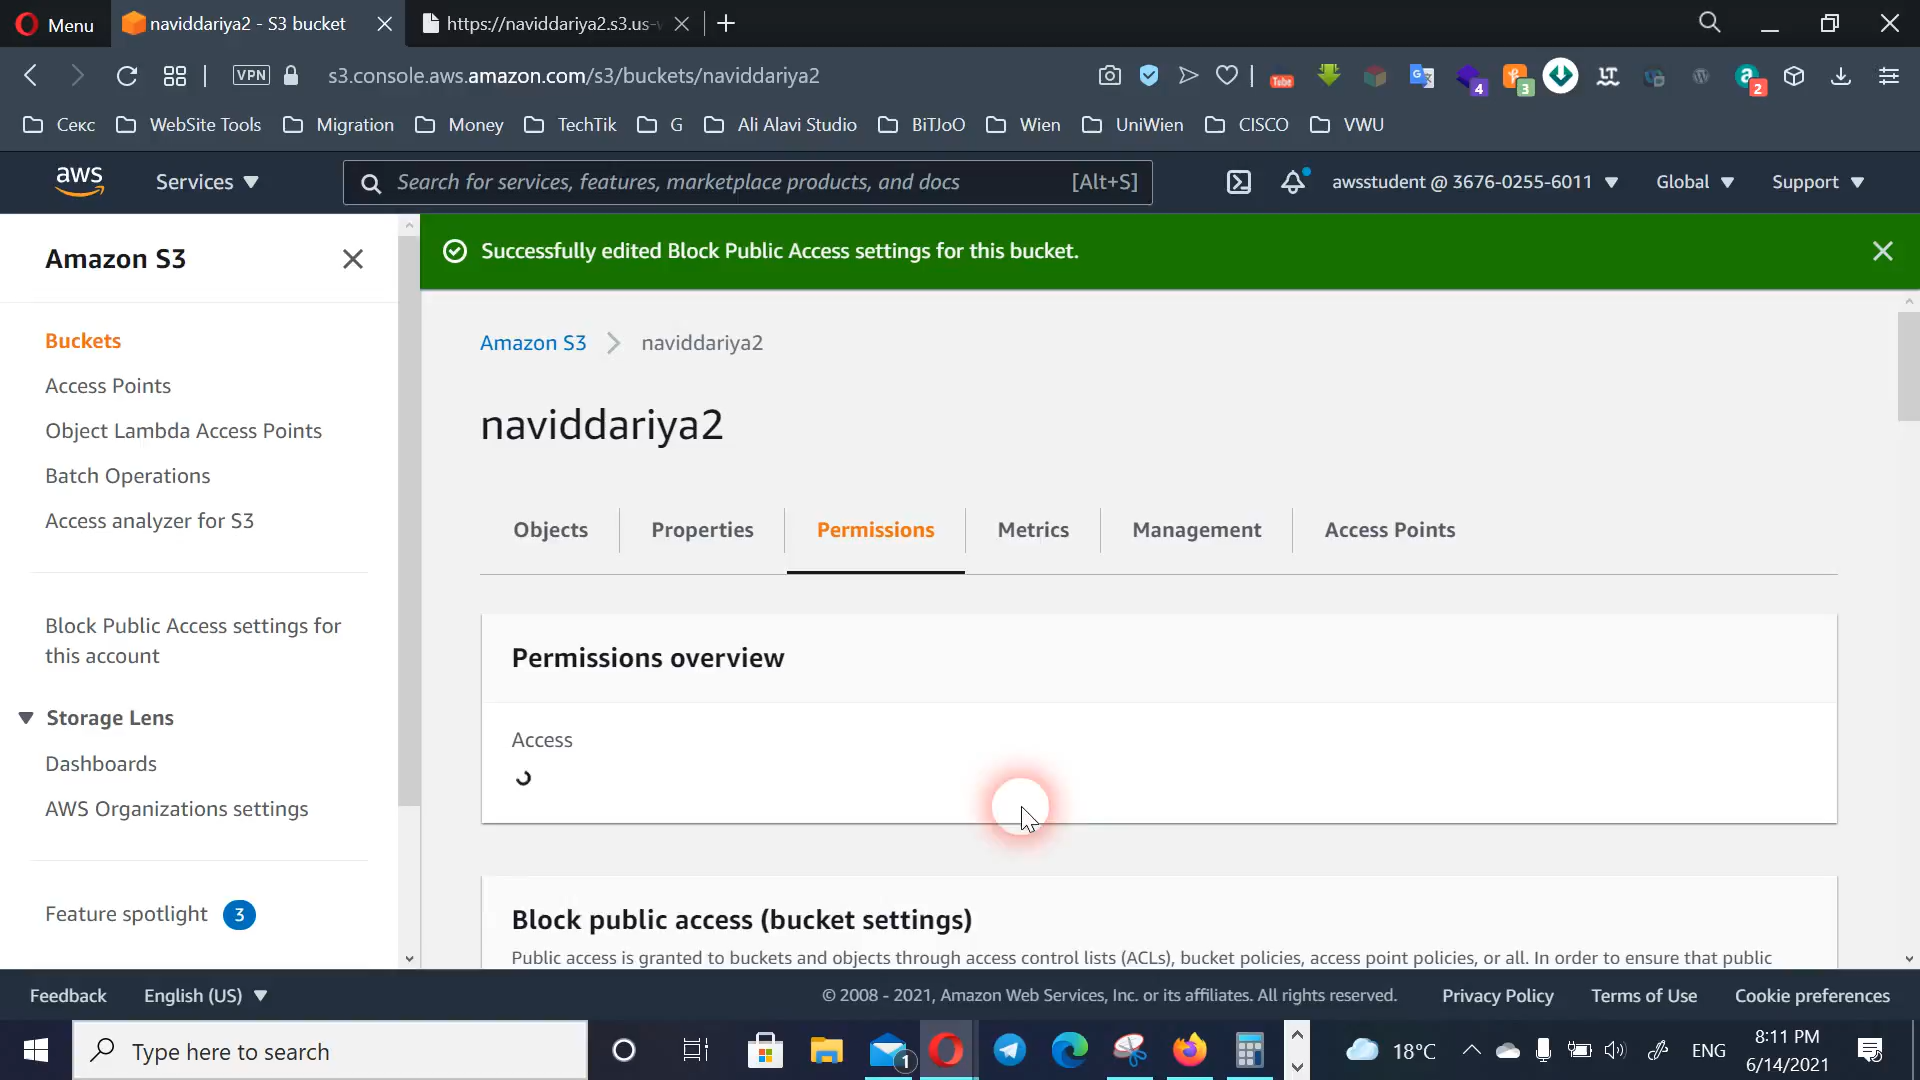 Menu
naviddariya2 - S3 bucket
https://naviddariya2.s3.us-
VPN
s3.console.aws.amazon.com/s3/buckets/naviddariya2
Tube
4
3
LT
a
2
Секс
WebSite Tools
Migration
Money
TechTik
G
Ali Alavi Studio
BiTJoO
Wien
UniWien
CISCO
VWU
aws
Services
Search for services, features, marketplace products, and docs
[Alt+S]
awsstudent @ 3676-0255-6011
Global
Support
Amazon S3
Buckets
Access Points
Object Lambda Access Points
Batch Operations
Access analyzer for S3
Block Public Access settings for
this account
Storage Lens
Dashboards
AWS Organizations settings
Feature spotlight
3
Successfully edited Block Public Access settings for this bucket.
Amazon S3
naviddariya2
naviddariya2
Objects
Properties
Permissions
Metrics
Management
Access Points
Permissions overview
Access
Block public access (bucket settings)
Public access is granted to buckets and objects through access control lists (ACLs), bucket policies, access point policies, or all. In order to ensure that public
Feedback
English (US)
© 2008 - 2021, Amazon Web Services, Inc. or its affiliates. All rights reserved.
Privacy Policy
Terms of Use
Cookie preferences
Type here to search
1
18°C
ENG
8:11 PM
6/14/2021